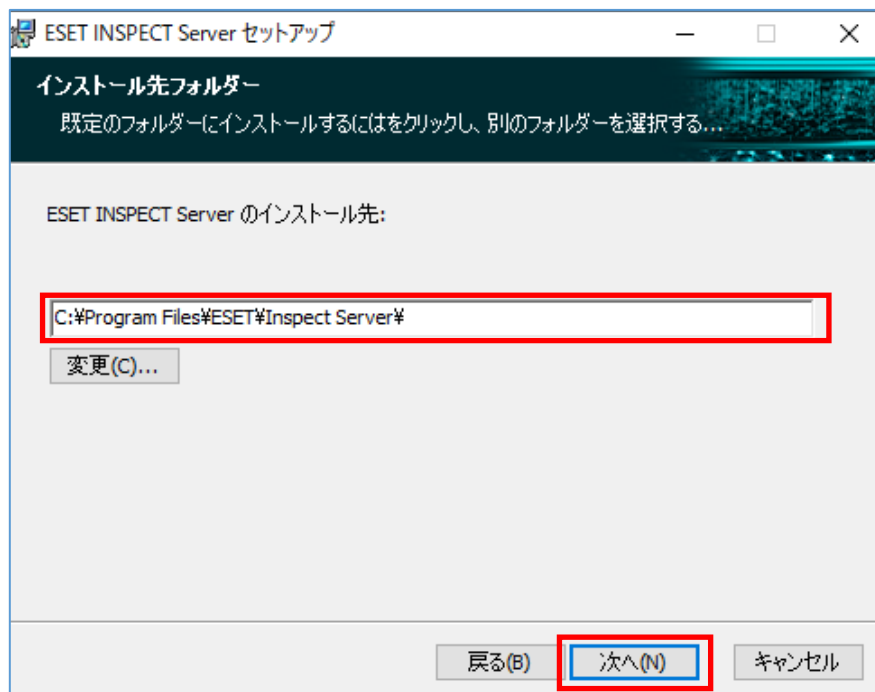 ESET INSPECT Server セットアップ
インストール先フォルダー
既定のフォルダーにインストールするにはをクリックし、別のフォルダーを選択する...
ESET INSPECT Server のインストール先:
C:¥Program Files¥ESET¥Inspect Server¥
変更(C)...
戻る(B) 次へ(N) キャンセル